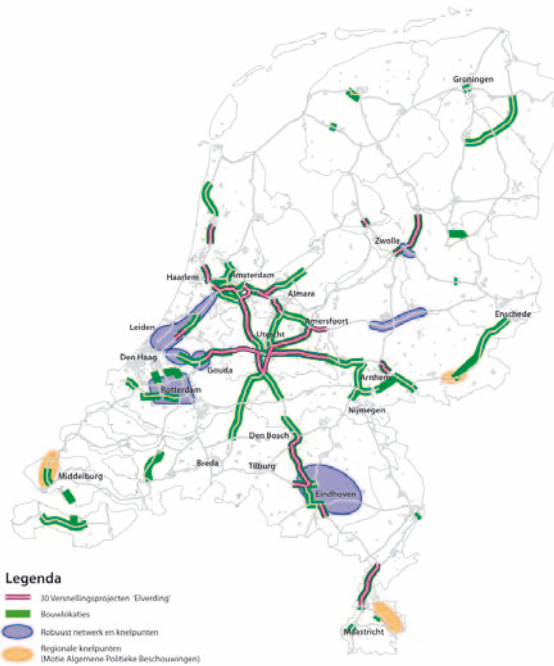 Groningen
Zwolle
Haarlem
Amsterdam
Almare
Enschede
Leiden
Amersfoort
Utrecht
Den Haag
Gouda
Arnhem
Rotterdam
Nijmegen
Den Bosch
Breda
Tilburg
Middelburg
Eindhoven
Maastricht
Legenda
30 Versnellingsprojecten 'Elverding'
Bouwlokaties
Robuust netwerk en knelpunten
Regionale knelpunten
(Motie Algemene Politieke Beschouwingen)